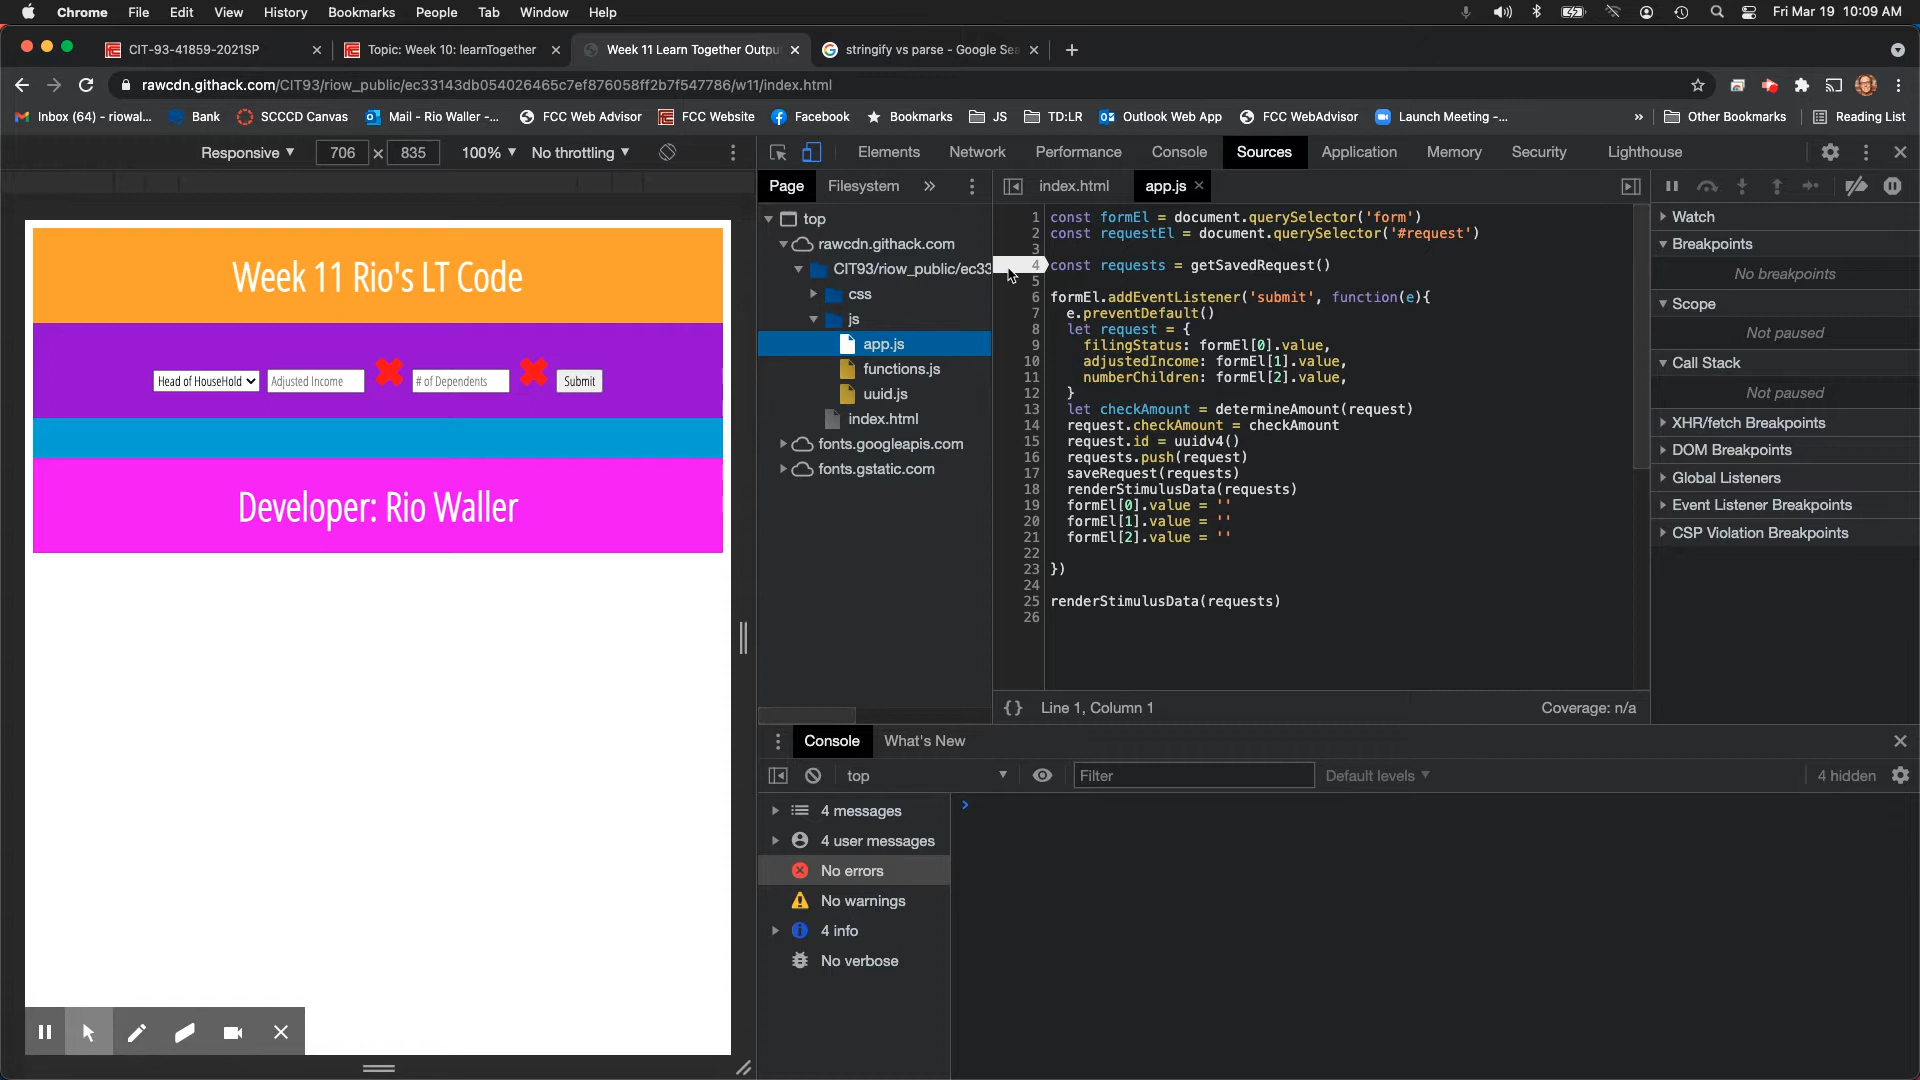 Chrome File Edit View History Bookmarks People Tab Window Help Fri Mar 19 10:09 AM
CIT-93-41859-2021SP Topic: Week 10: learnTogether Week 11 Learn Together Outpu stringify vs parse - Google Sea
rawcdn.githack.com/CIT93/riow_public/ec33143db054026465c7ef876058ff2b7f547786/w11/index.html
Inbox (64) - riowal... Bank SCCCD Canvas Mail - Rio Waller -... FCC Web Advisor FCC Website Facebook Bookmarks JS TD:LR Outlook Web App FCC WebAdvisor Launch Meeting -... » Other Bookmarks Reading List
Responsive 706 × 835 100% No throttling
Elements Network Performance Console Sources Application Memory Security Lighthouse
Page Filesystem »
index.html app.js
top
rawcdn.githack.com
CIT93/riow_public/ec33
css
js
app.js
functions.js
uuid.js
index.html
fonts.googleapis.com
fonts.gstatic.com
Week 11 Rio's LT Code
Head of HouseHold Adjusted Income # of Dependents Submit
Developer: Rio Waller
1 const formEl = document.querySelector('form')
2 const requestEl = document.querySelector('#request')
3
4 const requests = getSavedRequest()
5
6 formEl.addEventListener('submit', function(e){
7 e.preventDefault()
8 let request = {
9 filingStatus: formEl[0].value,
10 adjustedIncome: formEl[1].value,
11 numberChildren: formEl[2].value,
12 }
13 let checkAmount = determineAmount(request)
14 request.checkAmount = checkAmount
15 request.id = uuidv4()
16 requests.push(request)
17 saveRequest(requests)
18 renderStimulusData(requests)
19 formEl[0].value = ''
20 formEl[1].value = ''
21 formEl[2].value = ''
22
23 })
24
25 renderStimulusData(requests)
26
{} Line 1, Column 1 Coverage: n/a
Watch
Breakpoints
No breakpoints
Scope
Not paused
Call Stack
Not paused
XHR/fetch Breakpoints
DOM Breakpoints
Global Listeners
Event Listener Breakpoints
CSP Violation Breakpoints
Console What's New
top Filter Default levels 4 hidden
4 messages
4 user messages
No errors
No warnings
4 info
No verbose